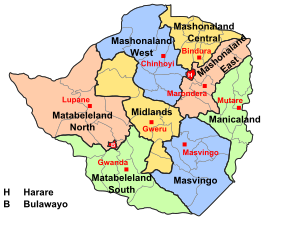 Mashonaland
Central
Mashonaland
West
Bindura
Mashonaland
East
Chinhoyi
H
Marondera
Lupane
Mutare
Matabeleland
North
Midlands
Gweru
Manicaland
B
Masvingo
Gwanda
Matabeleland
South
Masvingo
H Harare
B Bulawayo